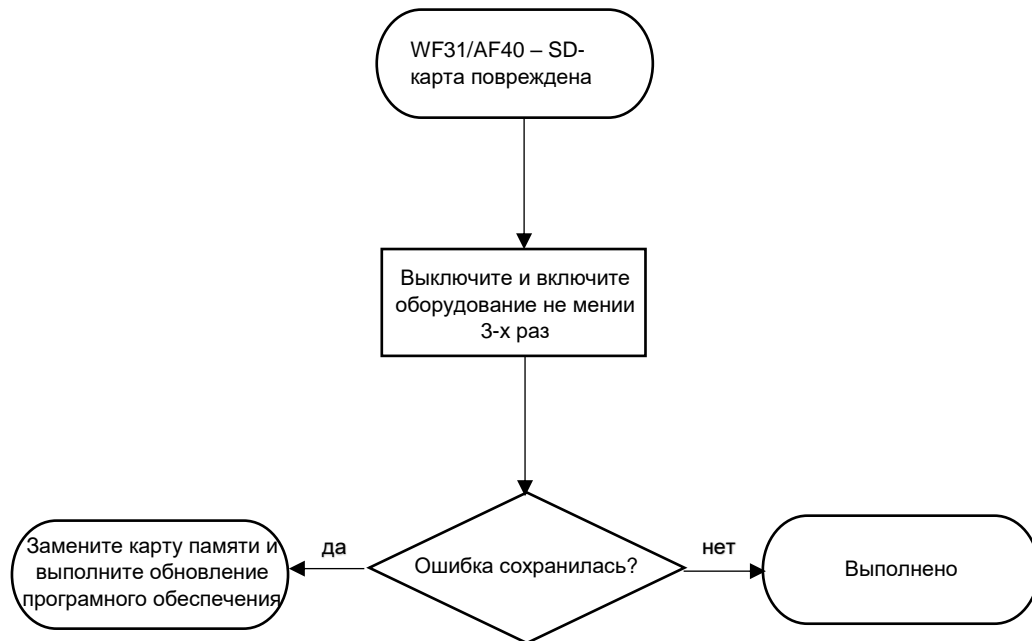 WF31/AF40 – SD-
карта повреждена
Выключите и включите
оборудование не мении
3-х раз
Замените карту памяти и
выполните обновление
програмного обеспечения
да
Ошибка сохранилась?
нет
Выполнено